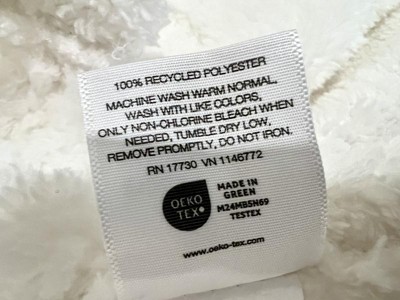 100% RECYCLED POLYESTER
MACHINE WASH WARM NORMAL,
WASH WITH LIKE COLORS,
ONLY NON-CHLORINE BLEACH WHEN
NEEDED, TUMBLE DRY LOW,
REMOVE PROMPTLY, DO NOT IRON.
RN 17730 VN 1146772
OEKO
TEX®
MADE IN
GREEN
M24MB5H69
TESTEX
www.oeko-tex.com